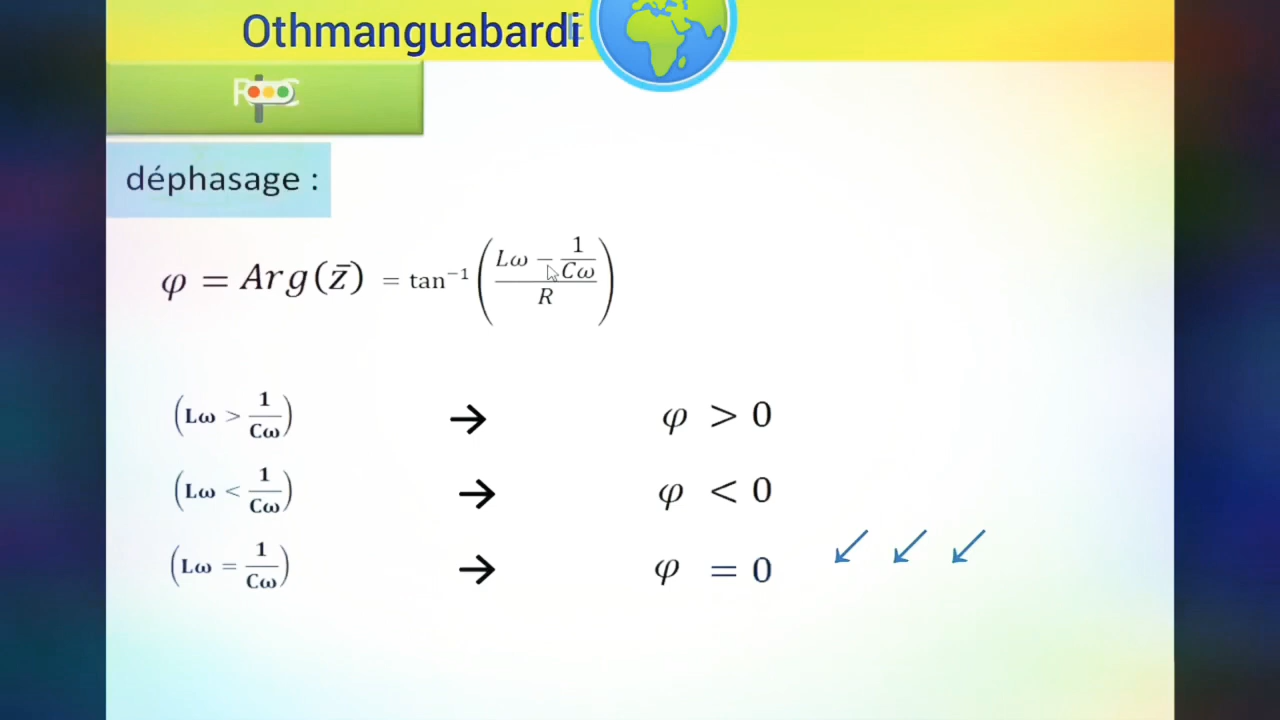 Othmanguabardi
déphasage :
φ = Arg(z̄) = tan⁻¹((Lω − 1/Cω)/R)
(Lω > 1/Cω) → φ > 0
(Lω < 1/Cω) → φ < 0
(Lω = 1/Cω) → φ = 0 ↙ ↙ ↙